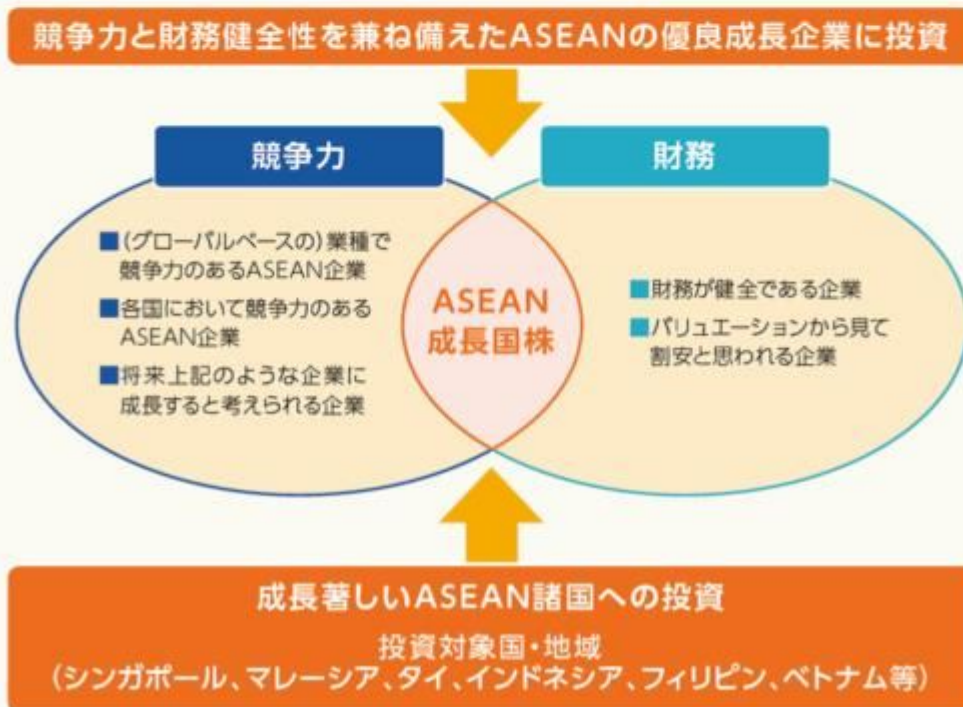 競争力と財務健全性を兼ね備えたASEANの優良成長企業に投資
競争力
■(グローバルベースの)業種で
競争力のあるASEAN企業
■各国において競争力のある
ASEAN企業
■将来上記のような企業に
成長すると考えられる企業
ASEAN
成長国株
財務
■財務が健全である企業
■バリュエーションから見て
割安と思われる企業
成長著しいASEAN諸国への投資
投資対象国・地域
(シンガポール、マレーシア、タイ、インドネシア、フィリピン、ベトナム等)